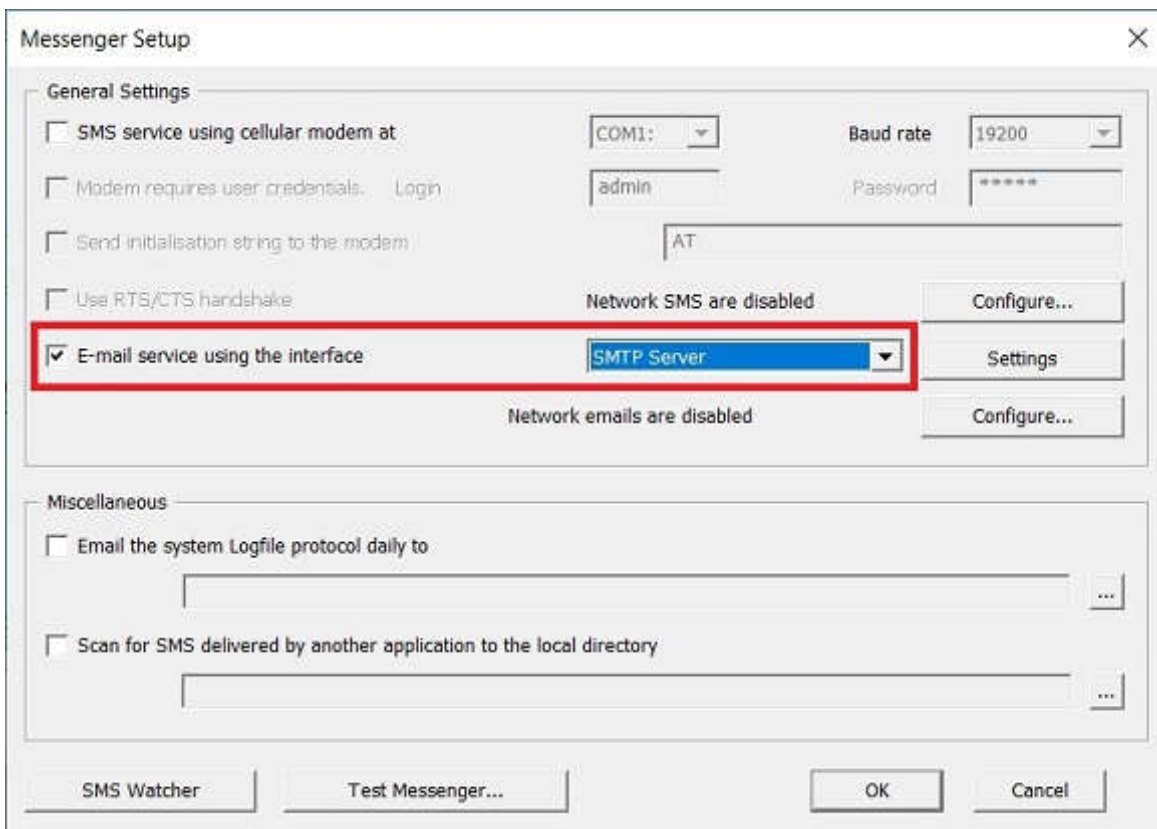 Messenger Setup
General Settings
SMS service using cellular modem at COM1: Baud rate 19200
Modem requires user credentials. Login admin Password *****
Send initialisation string to the modem AT
Use RTS/CTS handshake Network SMS are disabled Configure...
E-mail service using the interface SMTP Server Settings
Network emails are disabled Configure...
Miscellaneous
Email the system Logfile protocol daily to
...
Scan for SMS delivered by another application to the local directory
...
SMS Watcher Test Messenger... OK Cancel